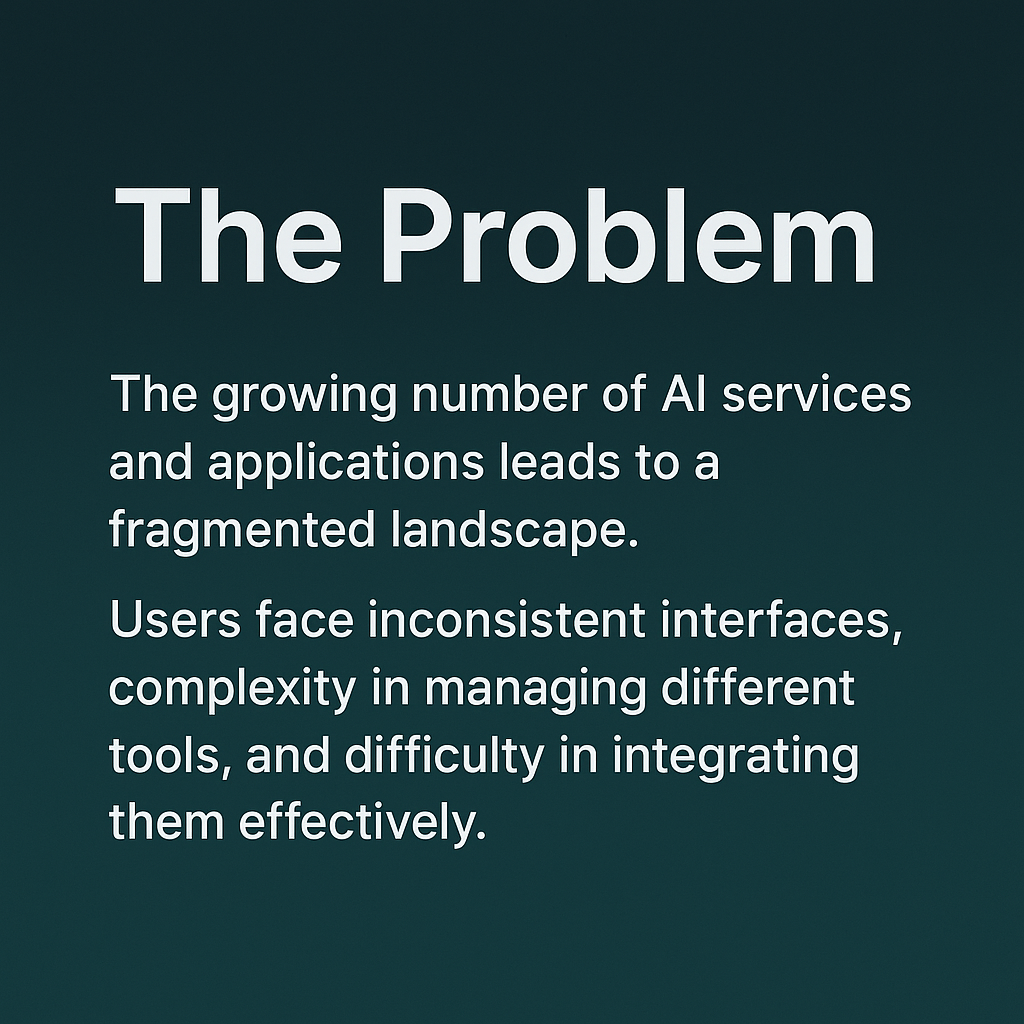 The Problem
The growing number of AI services
and applications leads to a
fragmented landscape.
Users face inconsistent interfaces,
complexity in managing different
tools, and difficulty in integrating
them effectively.